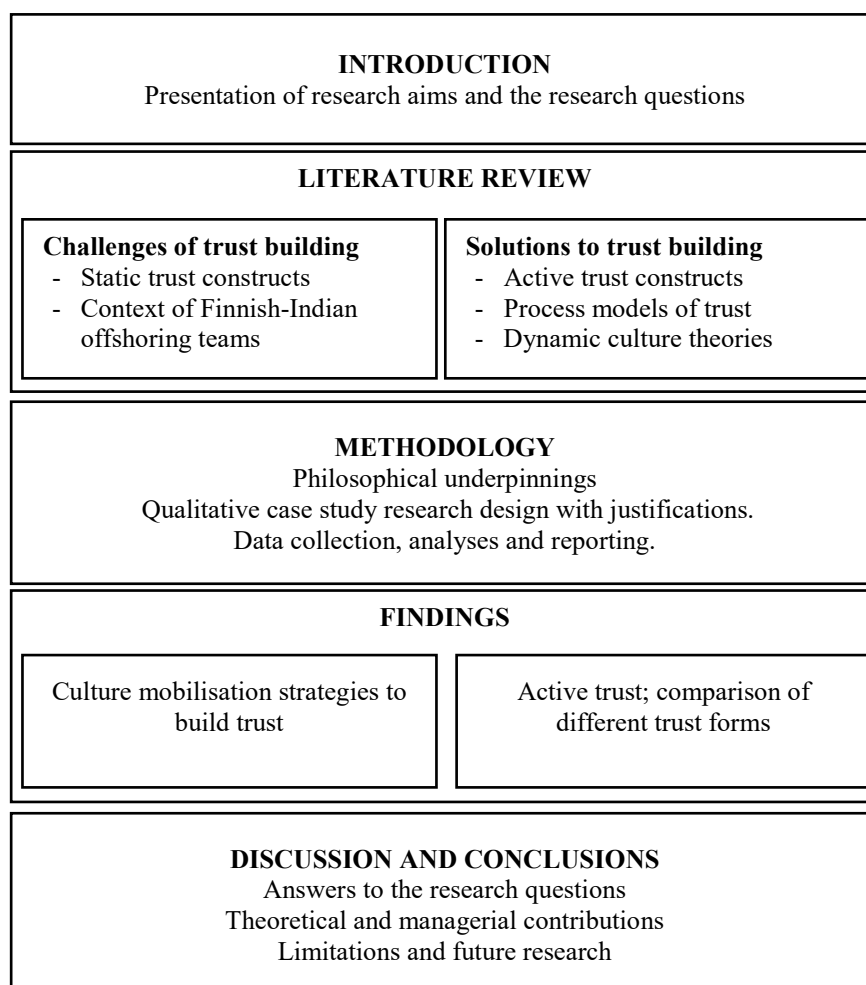 INTRODUCTION
Presentation of research aims and the research questions
LITERATURE REVIEW
Challenges of trust building
- Static trust constructs
- Context of Finnish-Indian
offshoring teams
Solutions to trust building
- Active trust constructs
- Process models of trust
- Dynamic culture theories
METHODOLOGY
Philosophical underpinnings
Qualitative case study research design with justifications.
Data collection, analyses and reporting.
FINDINGS
Culture mobilisation strategies to
build trust
Active trust; comparison of
different trust forms
DISCUSSION AND CONCLUSIONS
Answers to the research questions
Theoretical and managerial contributions
Limitations and future research